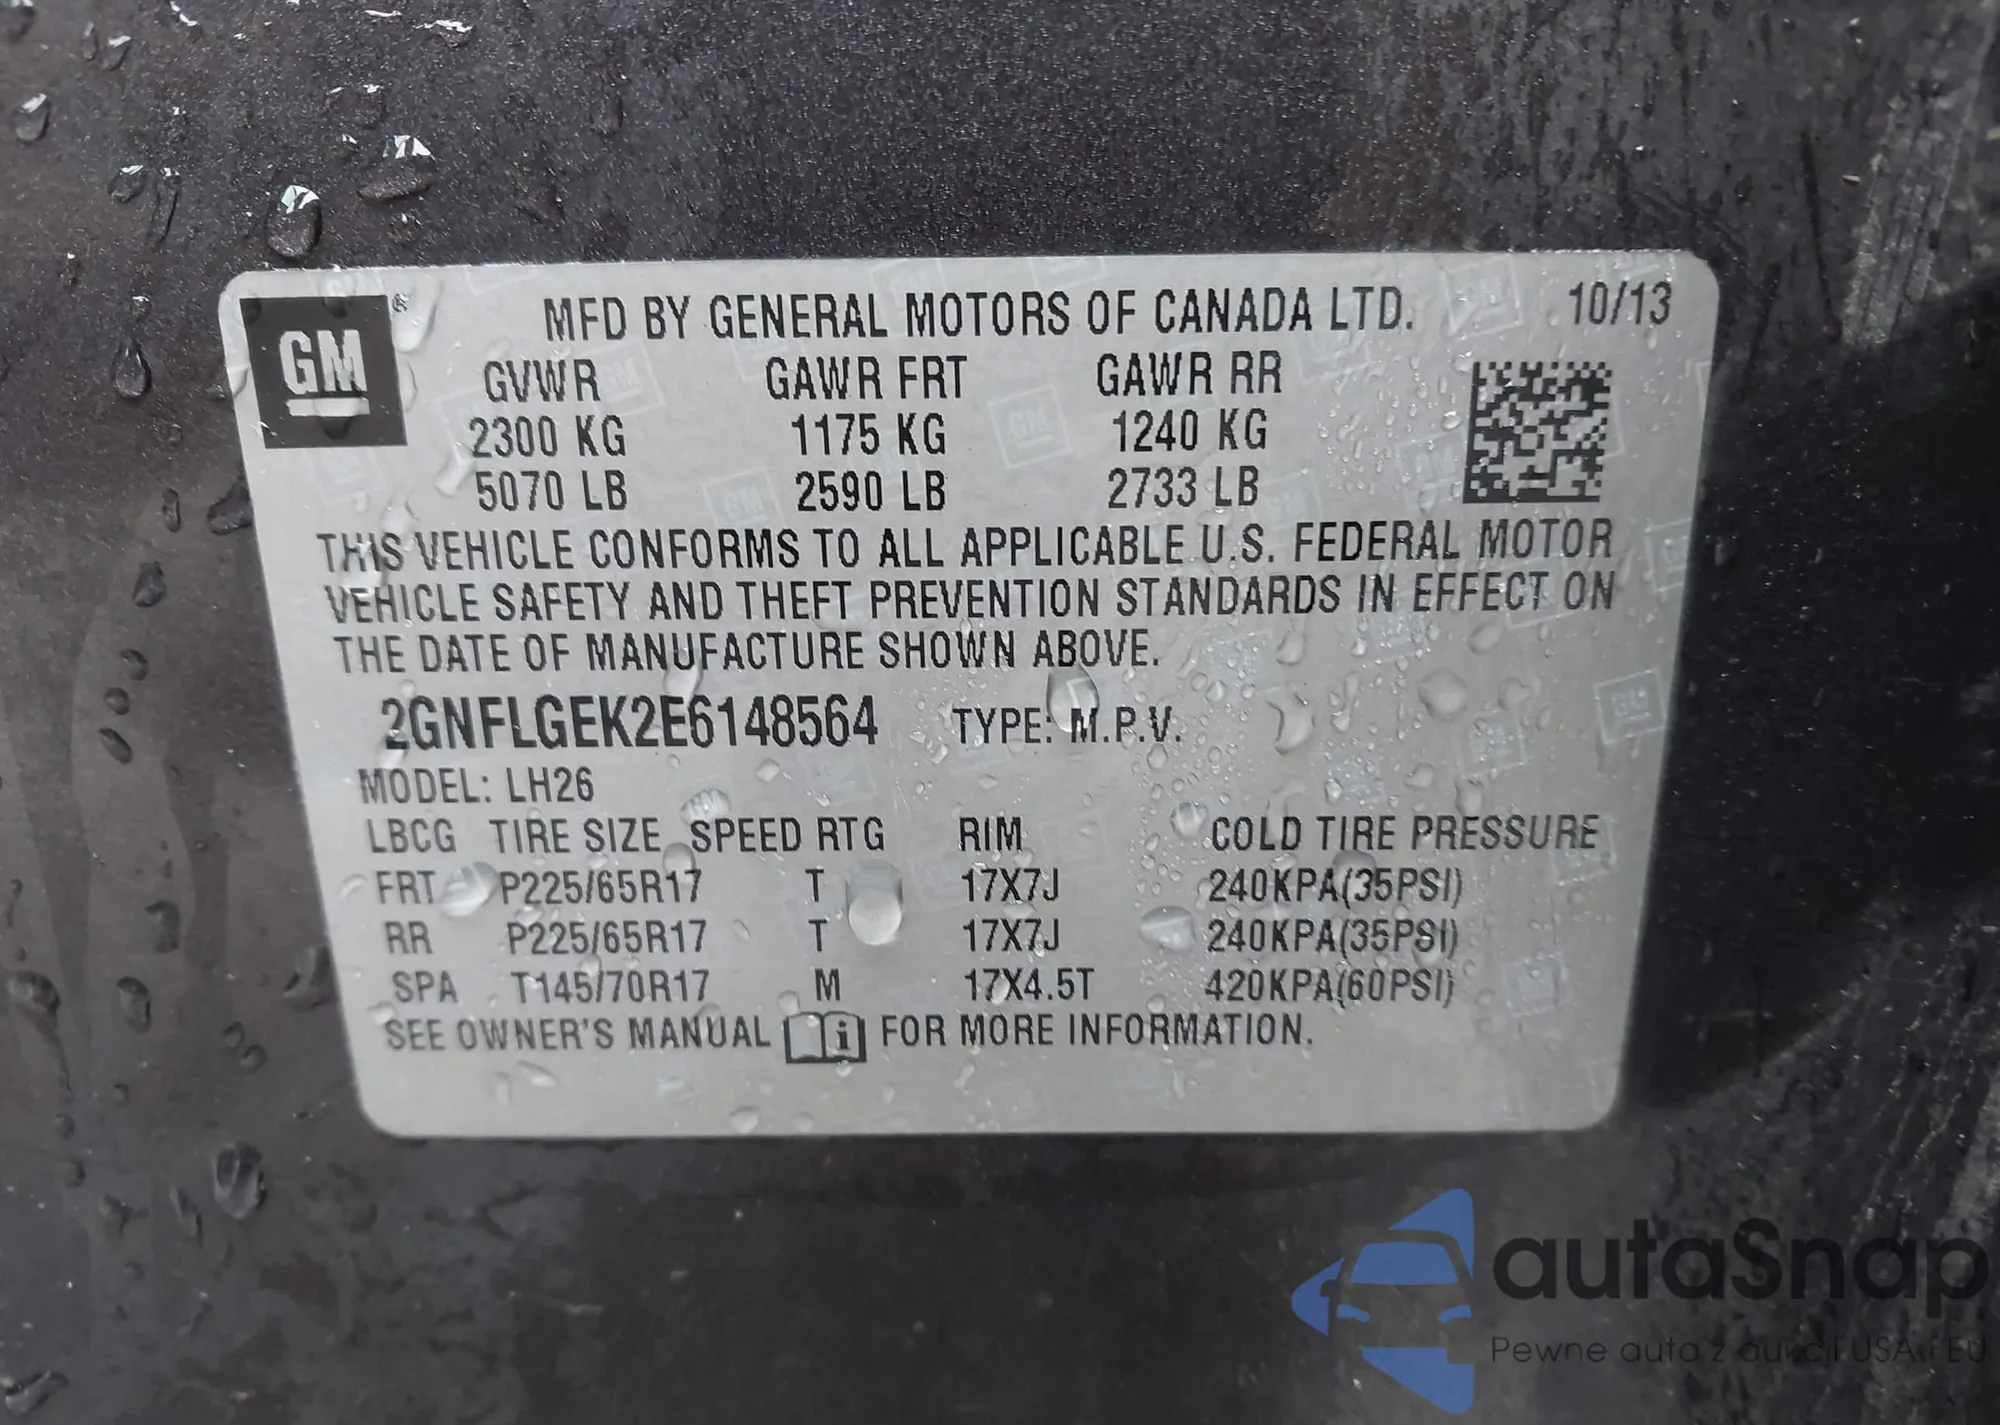 GM ® MFD BY GENERAL MOTORS OF CANADA LTD. 10/13
GVWR GAWR FRT GAWR RR
2300 KG 1175 KG 1240 KG
5070 LB 2590 LB 2733 LB
THIS VEHICLE CONFORMS TO ALL APPLICABLE U.S. FEDERAL MOTOR
VEHICLE SAFETY AND THEFT PREVENTION STANDARDS IN EFFECT ON
THE DATE OF MANUFACTURE SHOWN ABOVE.
2GNFLGEK2E6148564 TYPE: M.P.V.
MODEL: LH26
LBCG TIRE SIZE SPEED RTG RIM COLD TIRE PRESSURE
FRT P225/65R17 T 17X7J 240KPA(35PSI)
RR P225/65R17 T 17X7J 240KPA(35PSI)
SPA T145/70R17 M 17X4.5T 420KPA(60PSI)
SEE OWNER'S MANUAL i FOR MORE INFORMATION.
autaSnap
Pewne auta z aukcji USA i EU